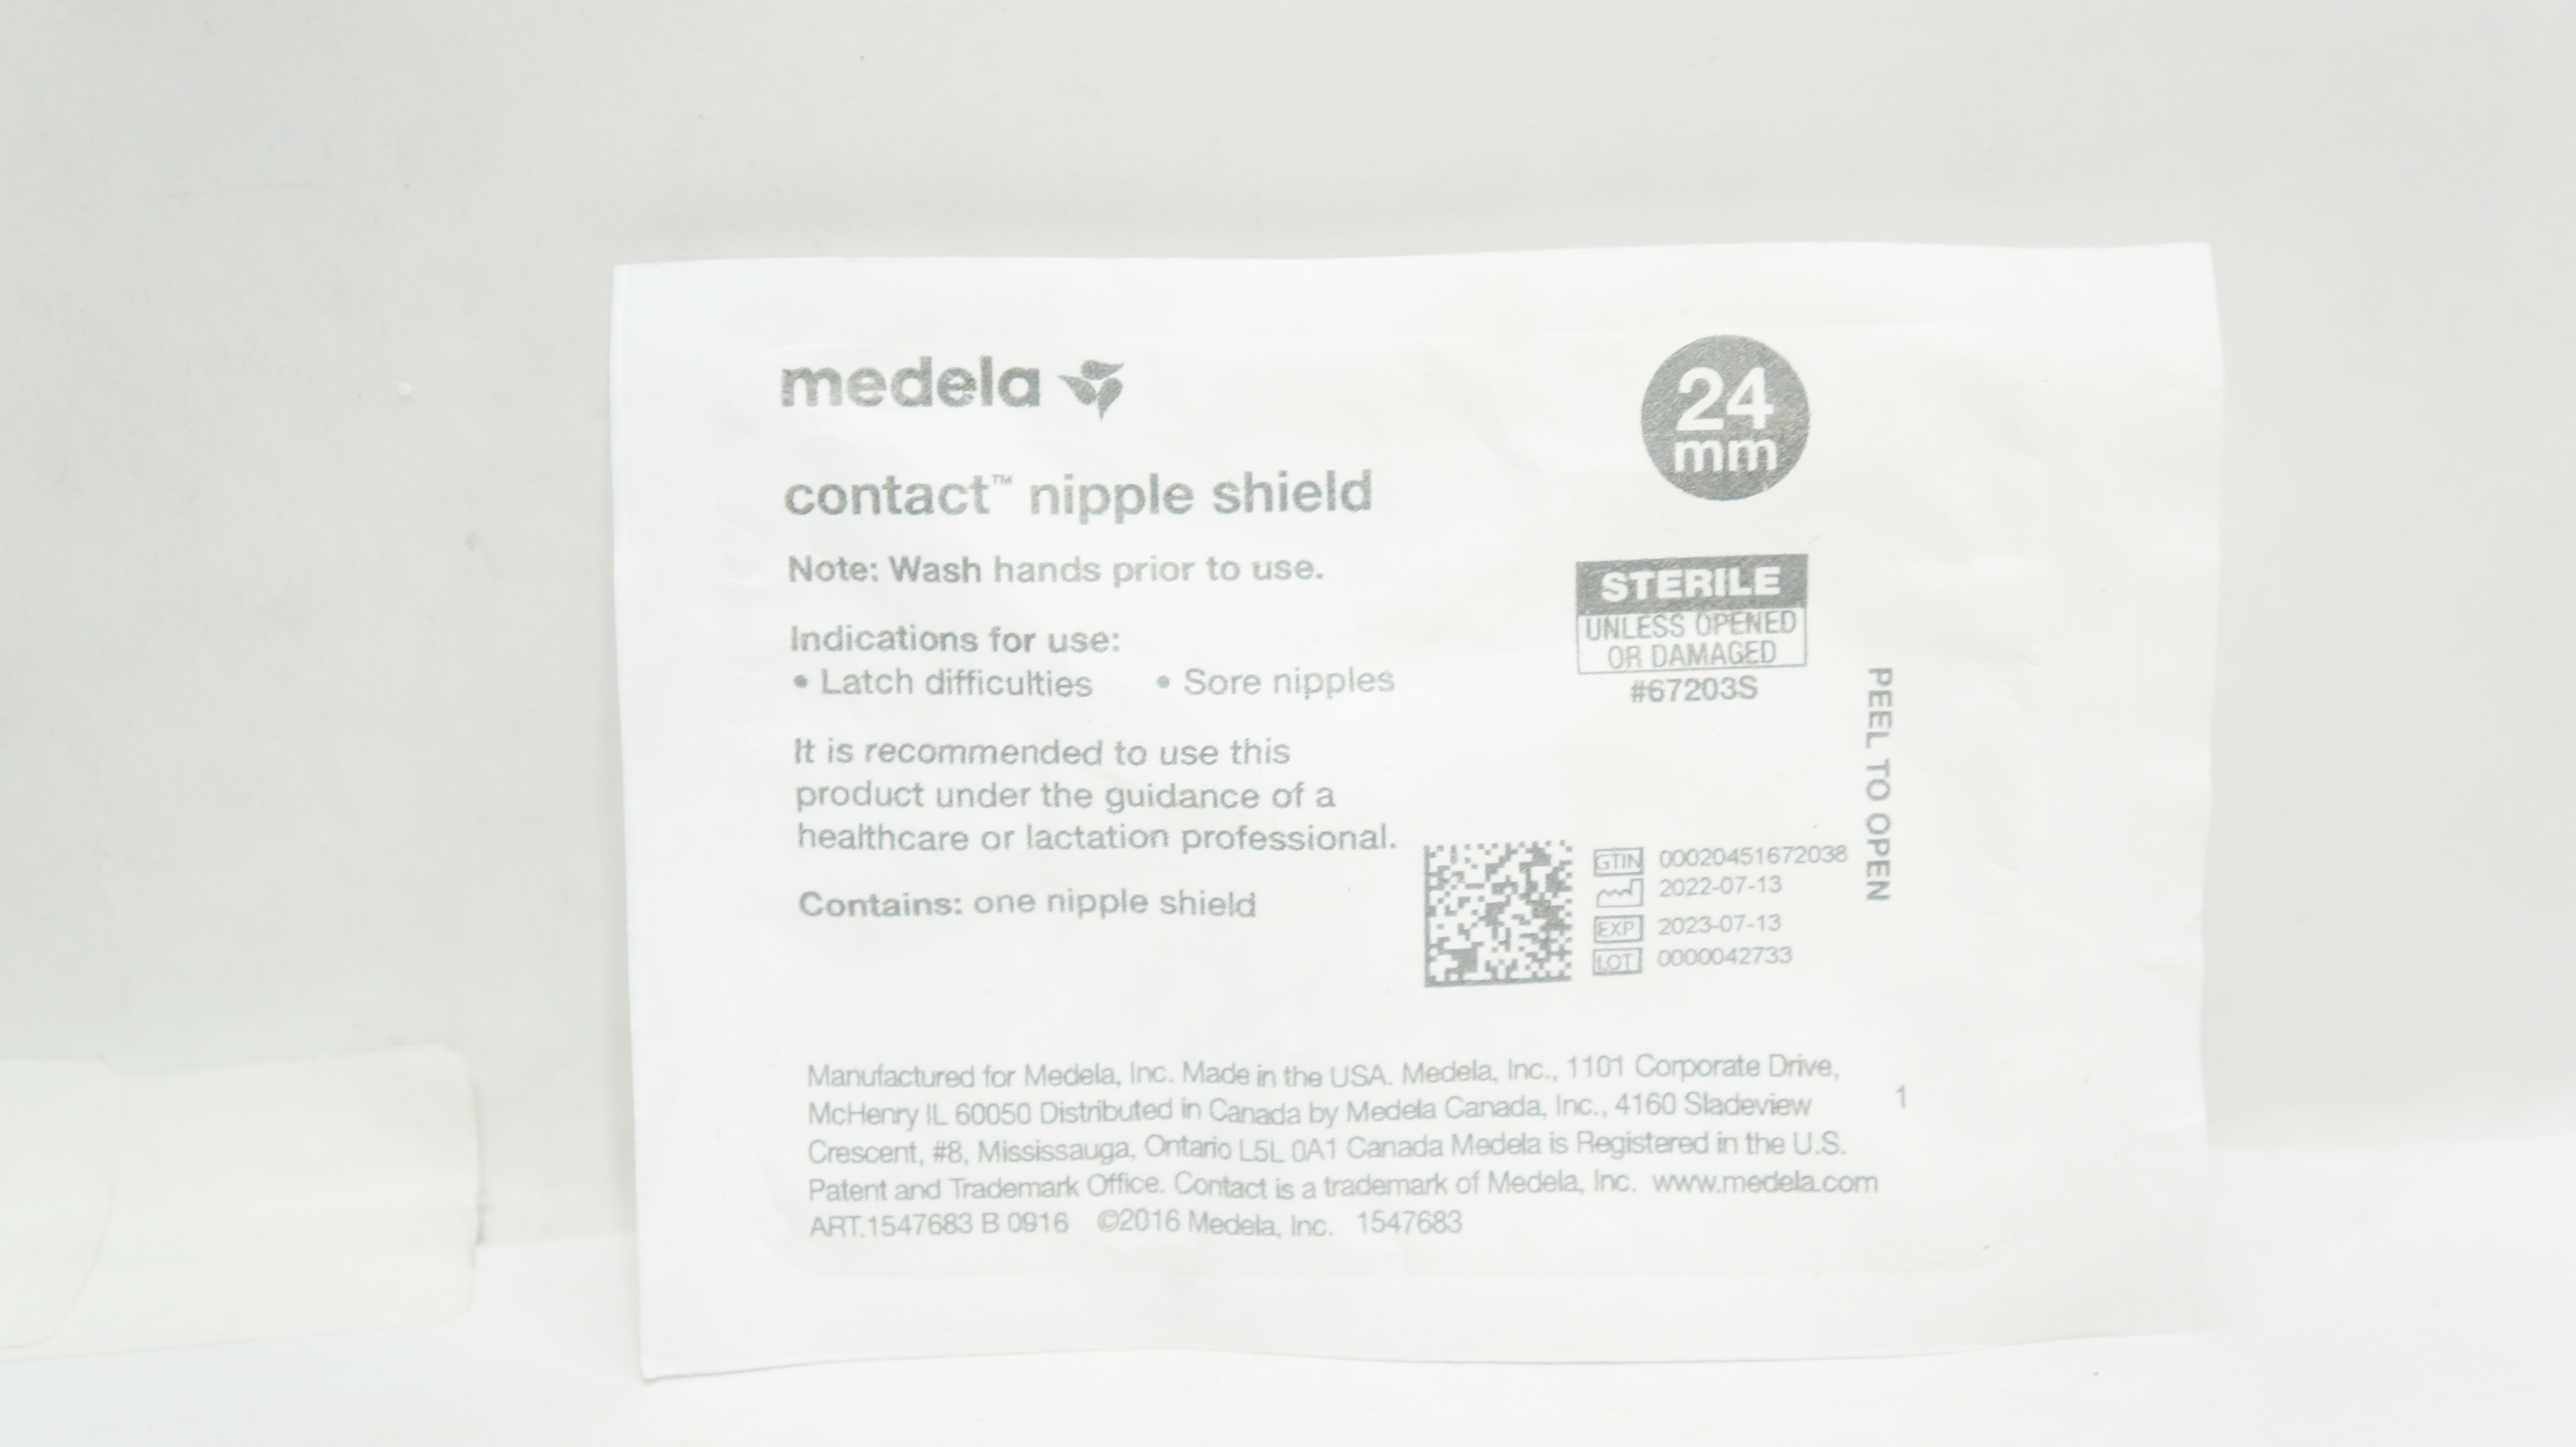 medela
24
mm
contact™ nipple shield
Note: Wash hands prior to use.
STERILE
UNLESS OPENED
OR DAMAGED
#67203S
Indications for use:
• Latch difficulties • Sore nipples
It is recommended to use this
product under the guidance of a
healthcare or lactation professional.
PEEL TO OPEN
Contains: one nipple shield
GTIN 00020451672038
2022-07-13
EXP 2023-07-13
LOT 0000042733
Manufactured for Medela, Inc. Made in the USA. Medela, Inc., 1101 Corporate Drive,
McHenry IL 60050 Distributed in Canada by Medela Canada, Inc., 4160 Sladeview
Crescent, #8, Mississauga, Ontario L5L 0A1 Canada Medela is Registered in the U.S.
Patent and Trademark Office. Contact is a trademark of Medela, Inc. www.medela.com
ART.1547683 B 0916 ©2016 Medela, Inc. 1547683
1